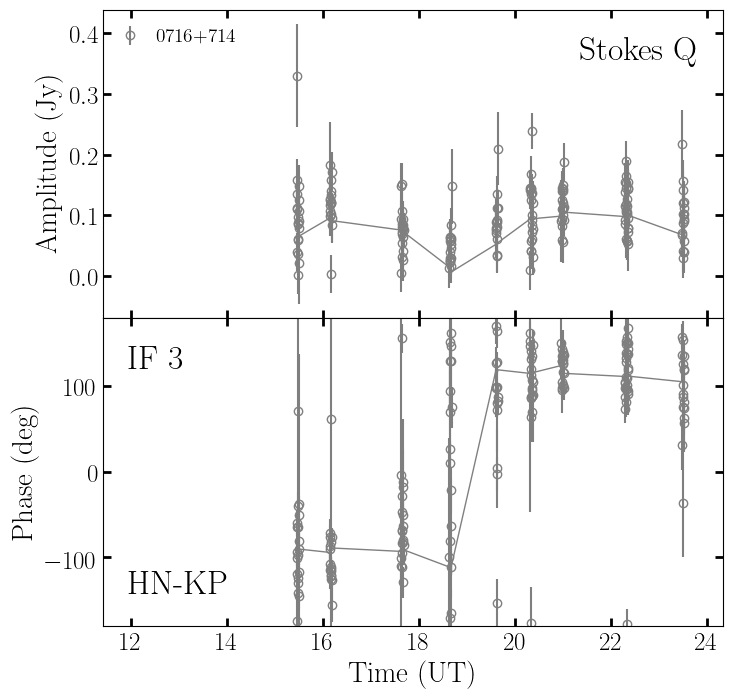 0716+714
Stokes Q
Amplitude (Jy)
0.4
0.3
0.2
0.1
0.0
IF 3
HN-KP
Phase (deg)
100
0
−100
12 14 16 18 20 22 24
Time (UT)